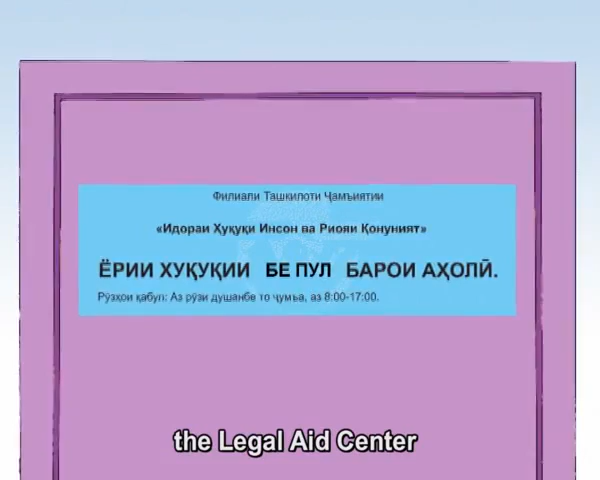 Филиали Ташкилоти Ҷамъиятии
«Идораи Ҳуқуқи Инсон ва Риояи Қонуният»
ЁРИИ ХУҚУҚИИ БЕ ПУЛ БАРОИ АҲОЛӢ.
Рӯзҳои қабул: Аз рӯзи душанбе то ҷумъа, аз 8:00-17:00.
the Legal Aid Center